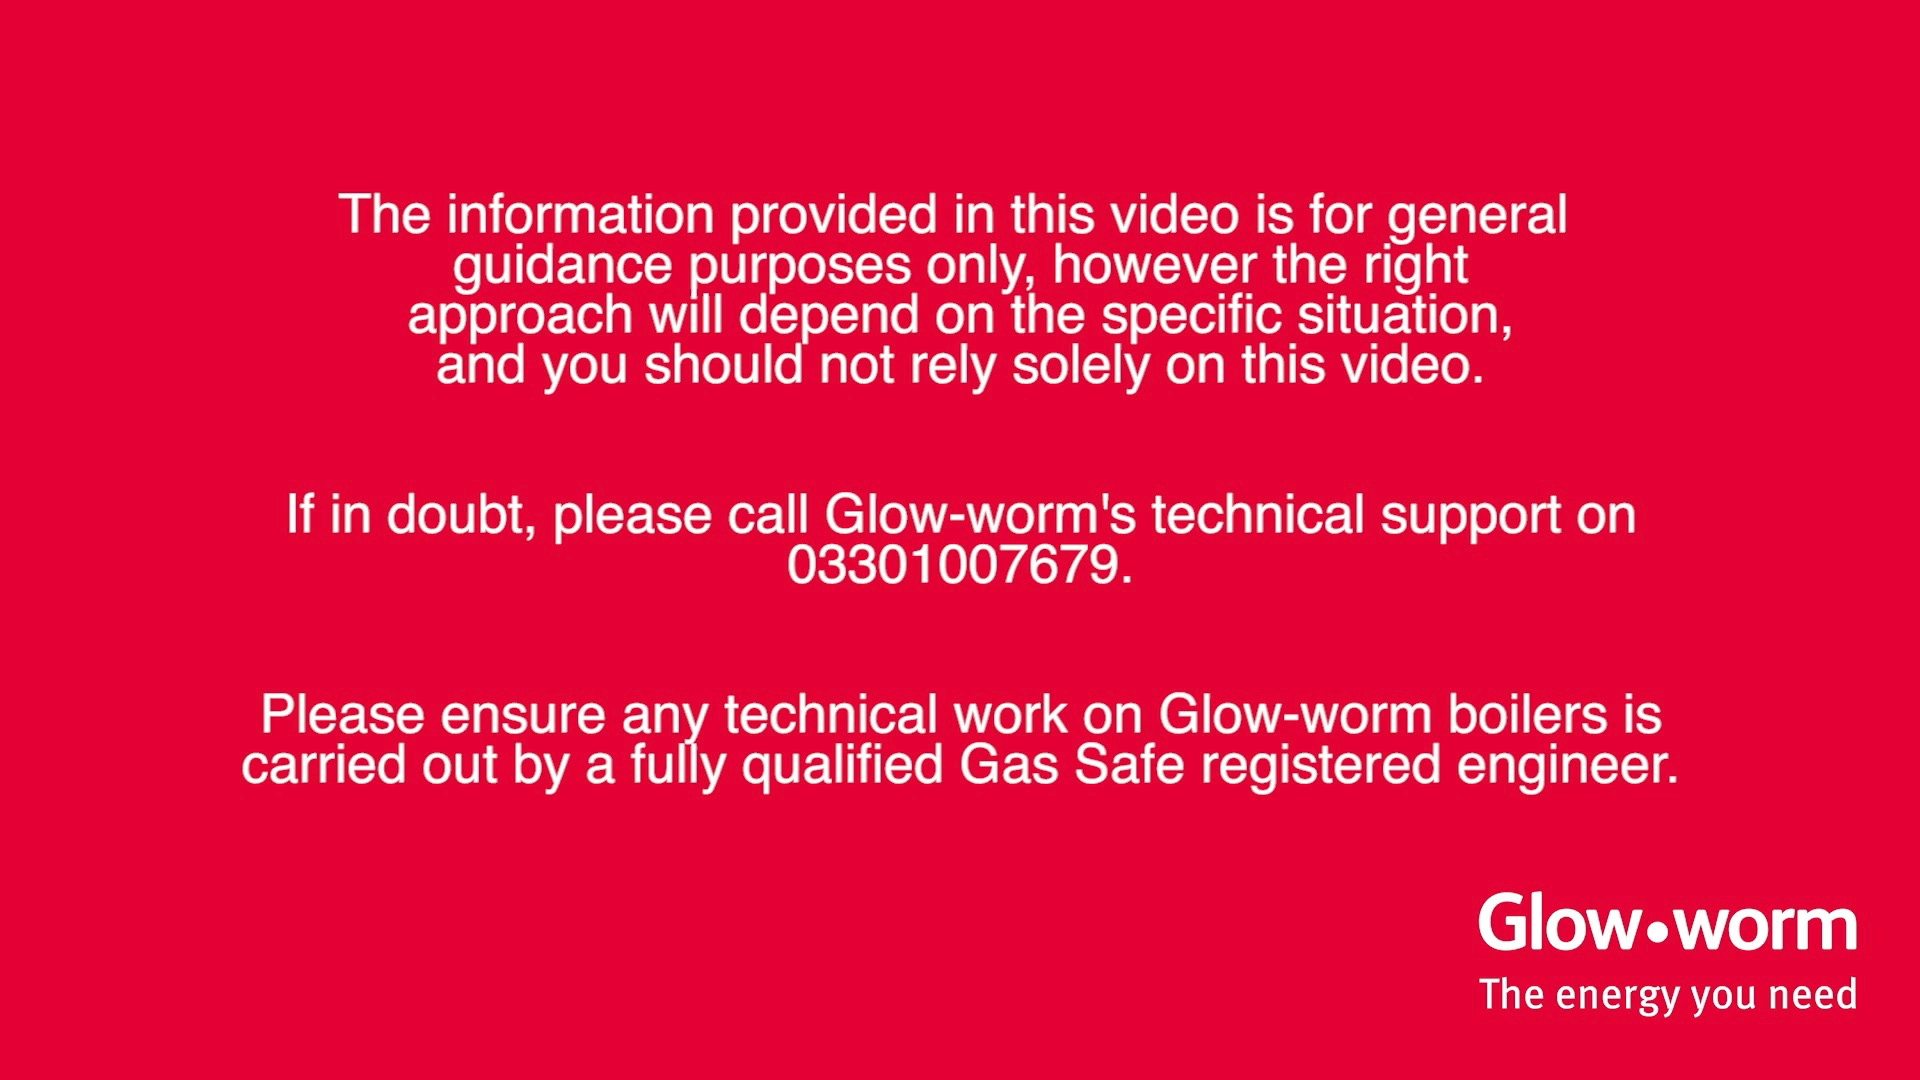 The information provided in this video is for general
guidance purposes only, however the right
approach will depend on the specific situation,
and you should not rely solely on this video.
If in doubt, please call Glow-worm's technical support on
03301007679.
Please ensure any technical work on Glow-worm boilers is
carried out by a fully qualified Gas Safe registered engineer.
Glow•worm
The energy you need